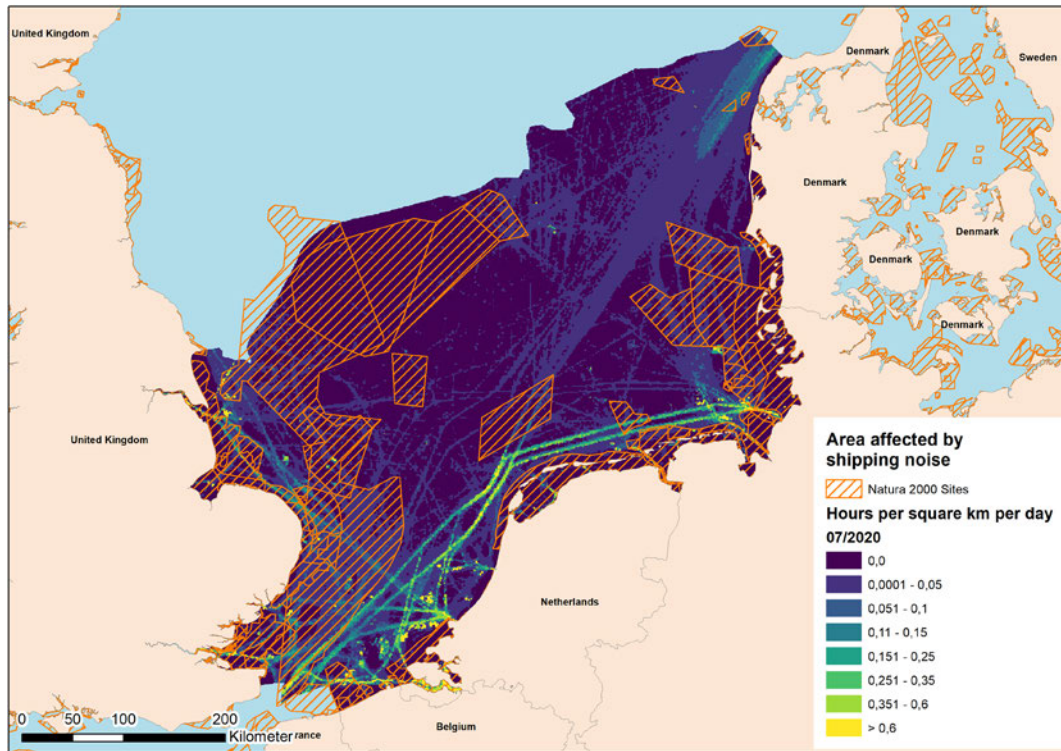 United Kingdom
Denmark
Sweden
Denmark
Denmark
Denmark
Denmark
United Kingdom
Netherlands
Belgium
rance
0 50 100 200
Kilometer
Area affected by
shipping noise
Natura 2000 Sites
Hours per square km per day
07/2020
0,0
0,0001 - 0,05
0,051 - 0,1
0,11 - 0,15
0,151 - 0,25
0,251 - 0,35
0,351 - 0,6
> 0,6